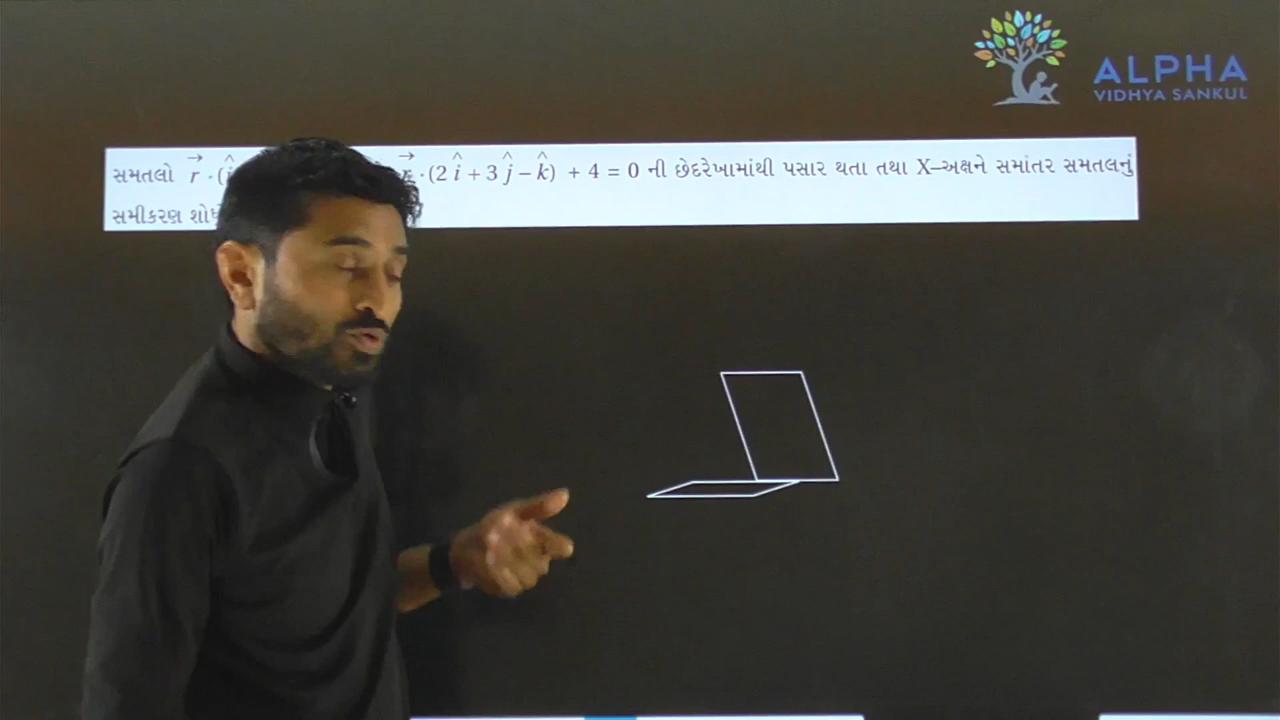 ALPHA
VIDHYA SANKUL
સમતલો r⃗ · (î r⃗ · (2 î + 3 ĵ − k̂) + 4 = 0 ની છેદરેખામાંથી પસાર થતા તથા X–અક્ષને સમાંતર સમતલનું
સમીકરણ